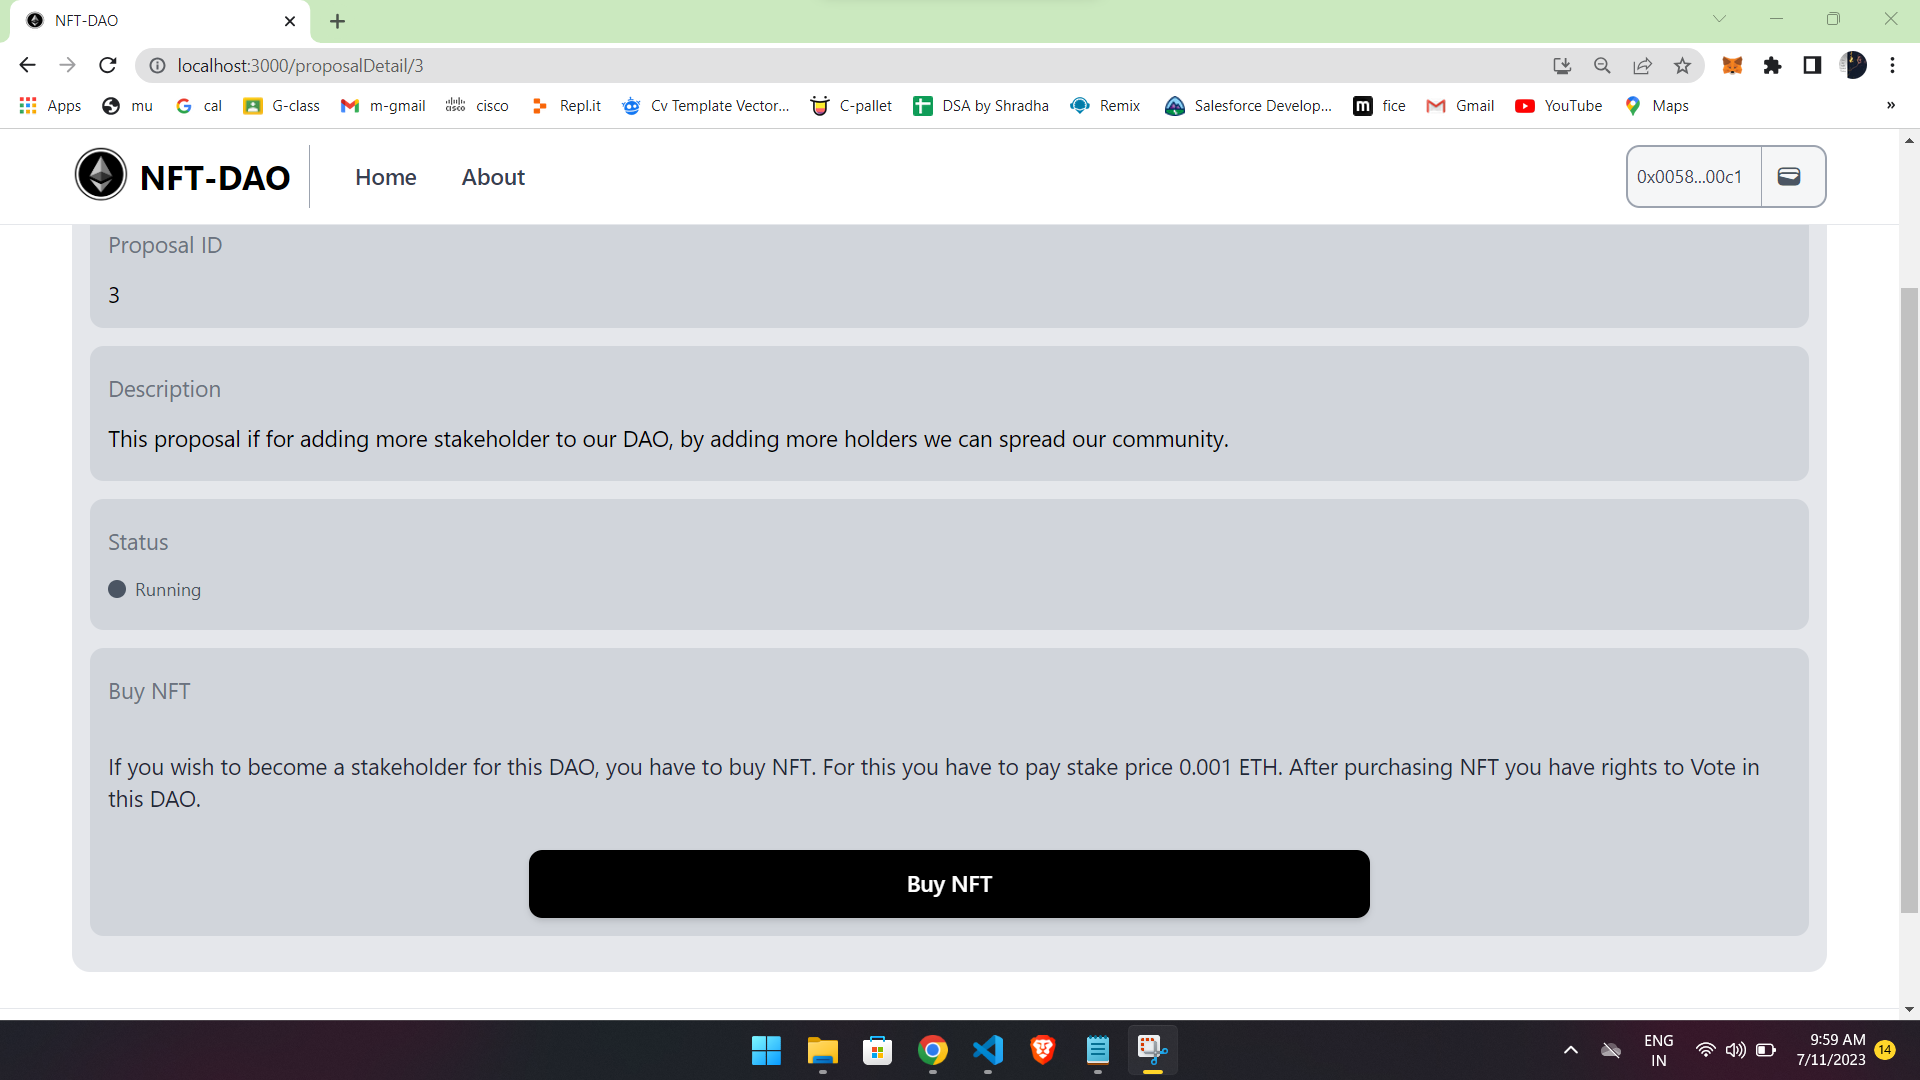 NFT-DAO
localhost:3000/proposalDetail/3
Apps mu cal G-class m-gmail cisco Repl.it Cv Template Vector... C-pallet DSA by Shradha Remix Salesforce Develop... fice Gmail YouTube Maps »
NFT-DAO Home About 0x0058...00c1
Proposal ID
3
Description
This proposal if for adding more stakeholder to our DAO, by adding more holders we can spread our community.
Status
Running
Buy NFT
If you wish to become a stakeholder for this DAO, you have to buy NFT. For this you have to pay stake price 0.001 ETH. After purchasing NFT you have rights to Vote in
this DAO.
Buy NFT
ENG 9:59 AM
IN 7/11/2023 14